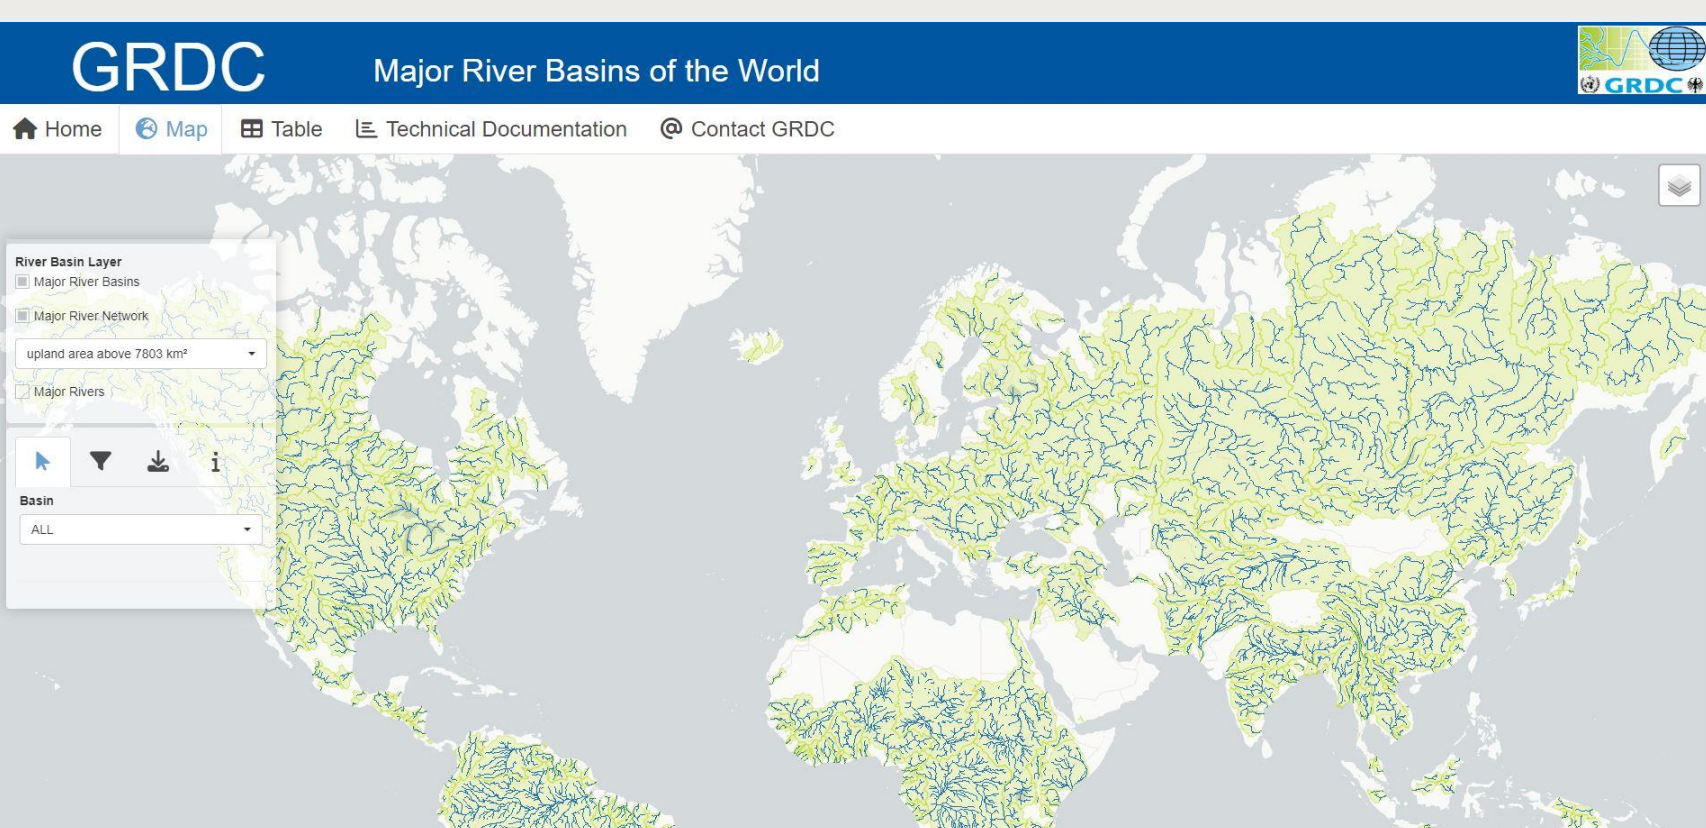 GRDC
Major River Basins of the World
GRDC
Home
Map
Table
Technical Documentation
@ Contact GRDC
River Basin Layer
Major River Basins
Major River Network
upland area above 7803 km²
Major Rivers
i
Basin
ALL